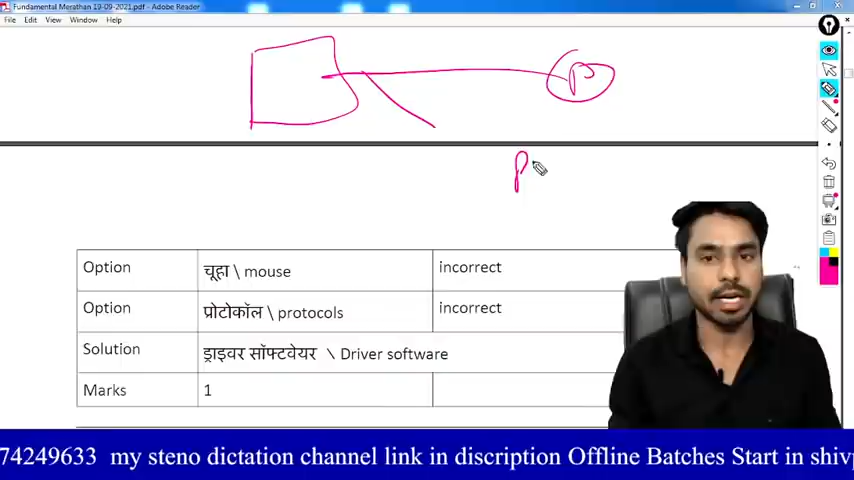 Fundamental Merathan 19-09-2021.pdf - Adobe Reader
File Edit View Window Help
P
P
Option चूहा \ mouse incorrect
Option प्रोटोकॉल \ protocols incorrect
Solution ड्राइवर सॉफ्टवेयर \ Driver software
Marks 1
74249633 my steno dictation channel link in discription Offline Batches Start in shivp